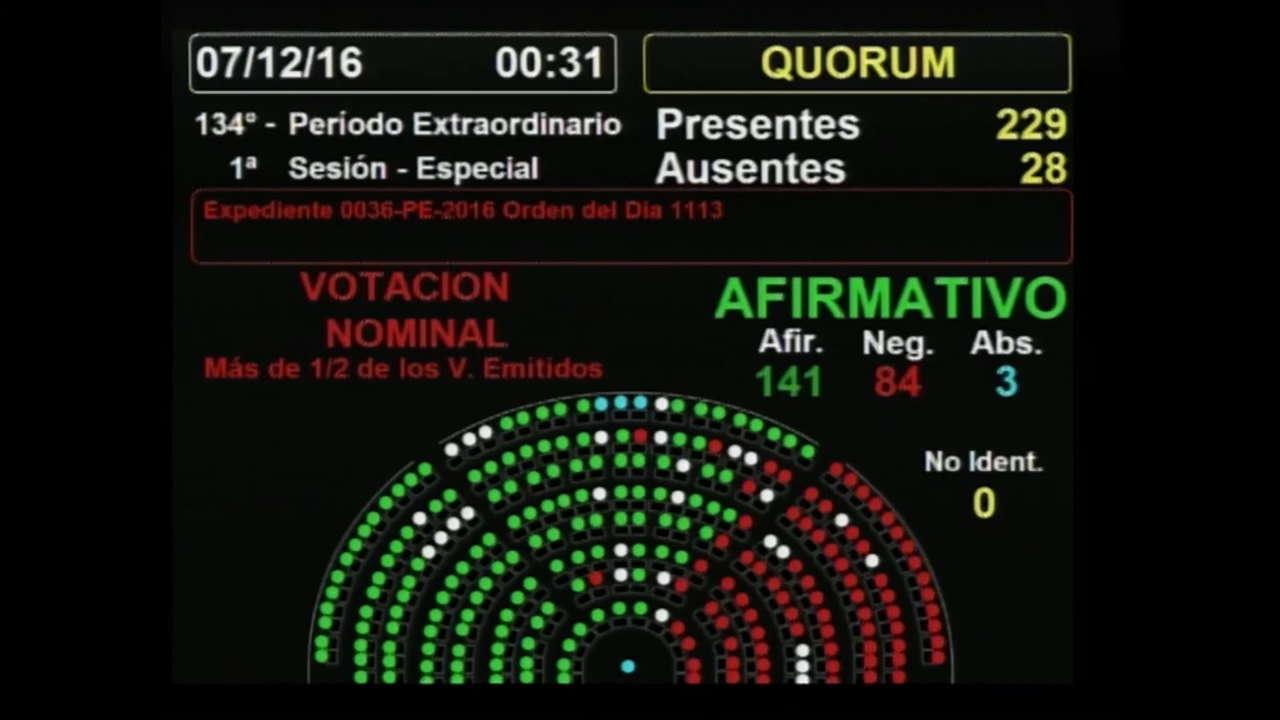 07/12/16 00:31 QUORUM
134º - Período Extraordinario Presentes 229
1ª Sesión - Especial Ausentes 28
Expediente 0036-PE-2016 Orden del Dia 1113
VOTACION AFIRMATIVO
NOMINAL Afir. Neg. Abs.
Más de 1/2 de los V. Emitidos 141 84 3
No Ident.
0